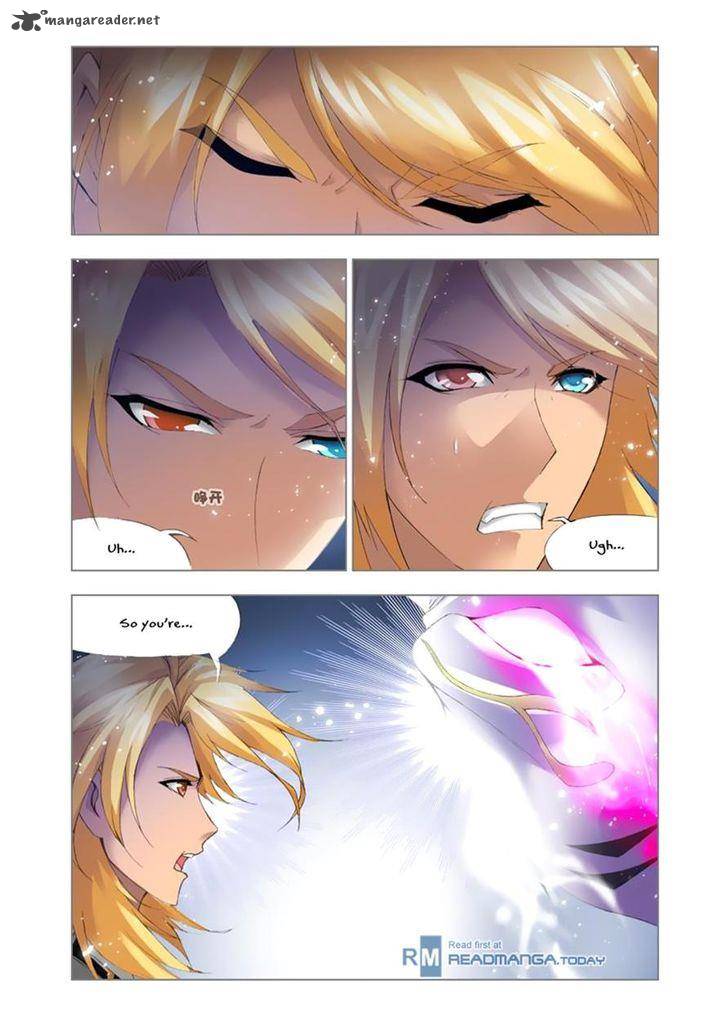 mangareader.net
睁开
Uh...
Ugh...
So you're...
RM
Read first at
READMANGA.TODAY